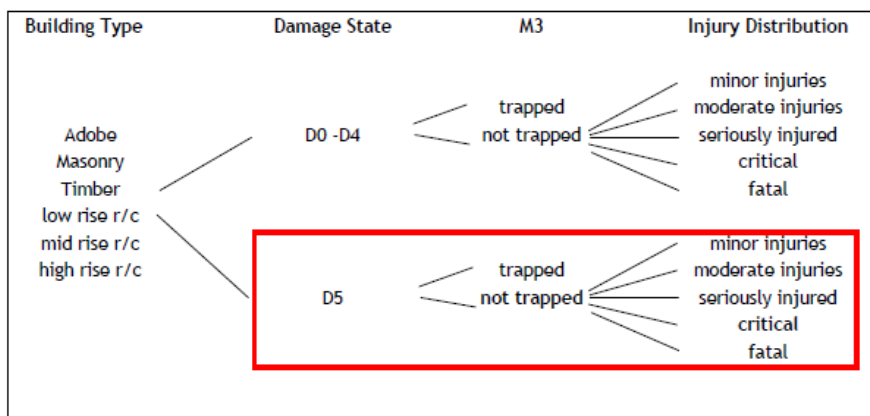 Building Type Damage State M3 Injury Distribution
minor injuries
trapped moderate injuries
Adobe D0 -D4 not trapped seriously injured
Masonry critical
Timber fatal
low rise r/c
mid rise r/c minor injuries
high rise r/c trapped moderate injuries
D5 not trapped seriously injured
critical
fatal